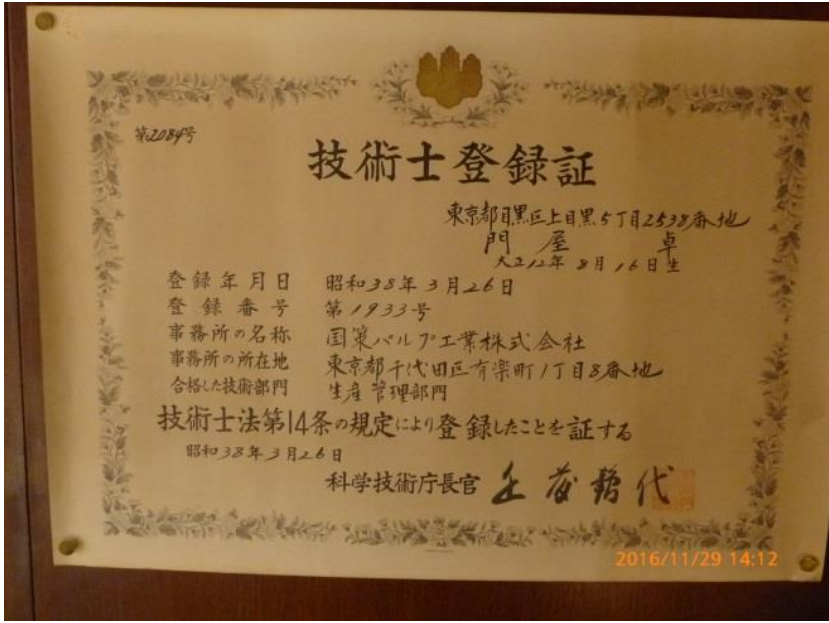 第2084号
技術士登録証
東京都目黒区上目黒5丁目2538番地
門屋 卓
大正12年8月16日生
登録年月日 昭和38年3月26日
登録番号 第1933号
事務所の名称 国策パルプ工業株式会社
事務所の所在地 東京都千代田区有楽町1丁目8番地
合格した技術部門 生産管理部門
技術士法第14条の規定により登録したことを証する
昭和38年3月26日
科学技術庁長官
2016/11/29 14:12